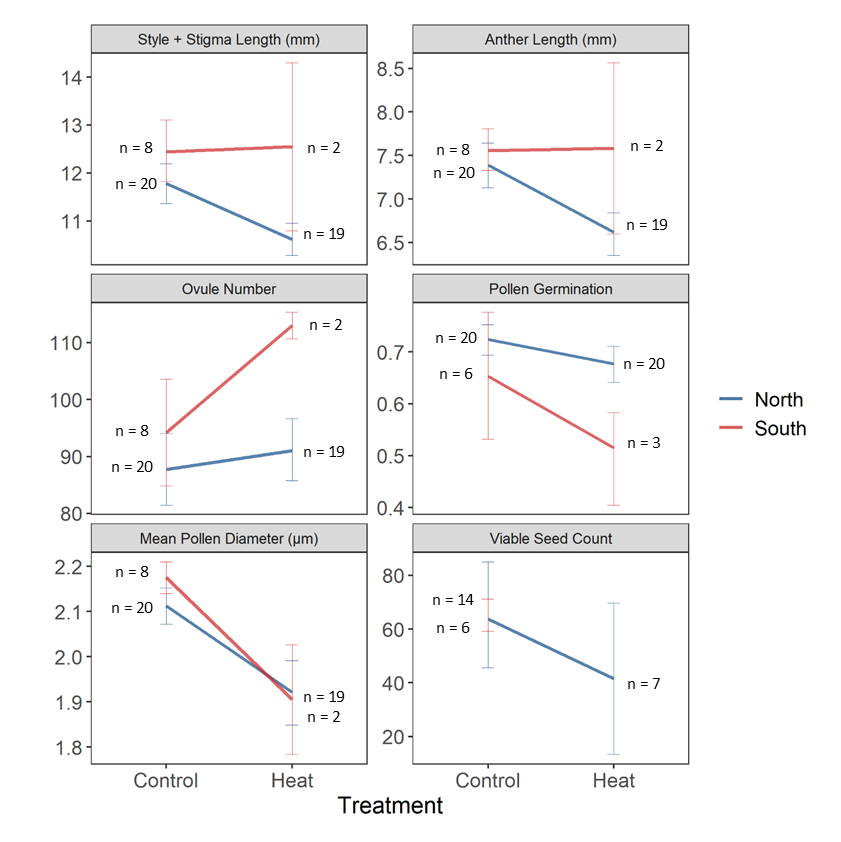 Style + Stigma Length (mm)
Anther Length (mm)
14
13
12
11
n = 8
n = 20
n = 2
n = 19
8.5
8.0
7.5
7.0
6.5
n = 8
n = 20
n = 2
n = 19
Ovule Number
Pollen Germination
110
100
90
80
n = 8
n = 20
n = 2
n = 19
0.7
0.6
0.5
0.4
n = 20
n = 6
n = 20
n = 3
North
South
Mean Pollen Diameter (µm)
Viable Seed Count
2.2
2.1
2.0
1.9
1.8
n = 8
n = 20
n = 19
n = 2
80
60
40
20
n = 14
n = 6
n = 7
Control
Heat
Control
Heat
Treatment